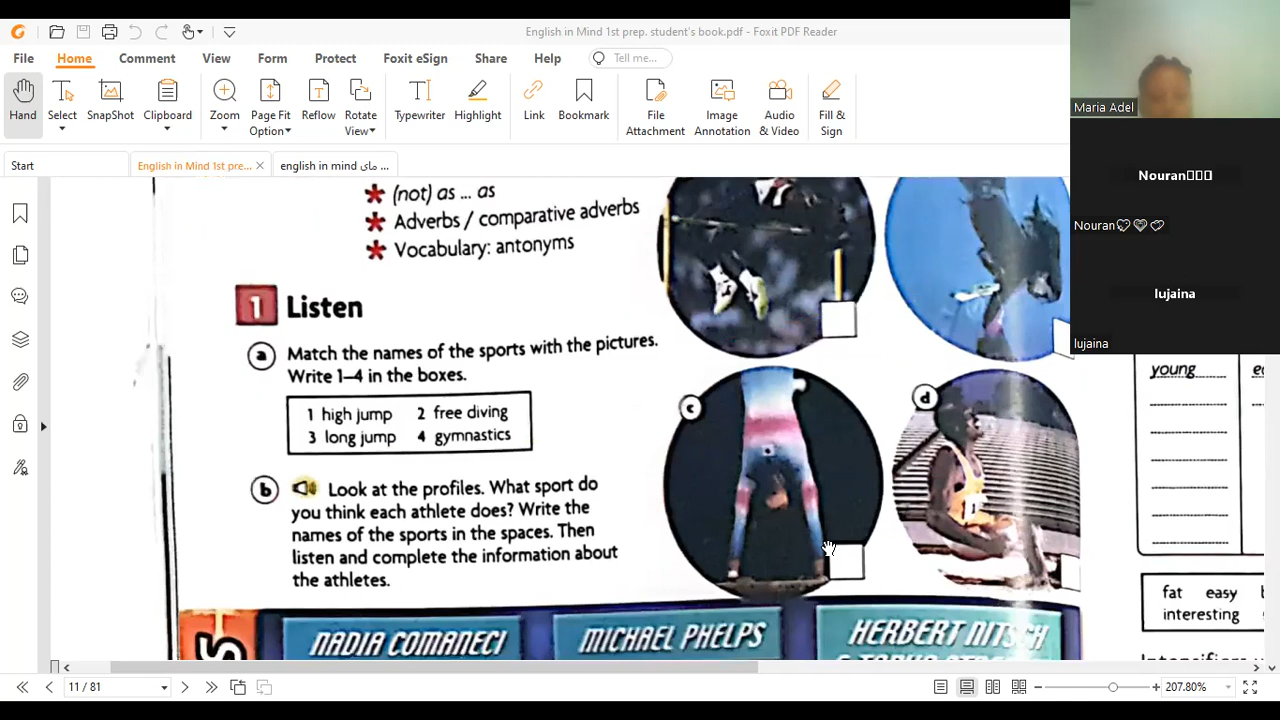 English in Mind 1st prep. student's book.pdf - Foxit PDF Reader
File Home Comment View Form Protect Foxit eSign Share Help Tell me...
Hand Select SnapShot Clipboard Zoom Page Fit Option Reflow Rotate View Typewriter Highlight Link Bookmark File Attachment Image Annotation Audio & Video Fill & Sign
Start English in Mind 1st pre... english in mind ماى ...
Maria Adel
Nouran
Nouran
lujaina
lujaina
(not) as ... as
Adverbs / comparative adverbs
Vocabulary: antonyms
1 Listen
a Match the names of the sports with the pictures.
Write 1–4 in the boxes.
1 high jump 2 free diving
3 long jump 4 gymnastics
b Look at the profiles. What sport do
you think each athlete does? Write the
names of the sports in the spaces. Then
listen and complete the information about
the athletes.
c
d
young
fat easy
interesting
NADIA COMANECI
MICHAEL PHELPS
HERBERT NITSCH
11 / 81
207.80%